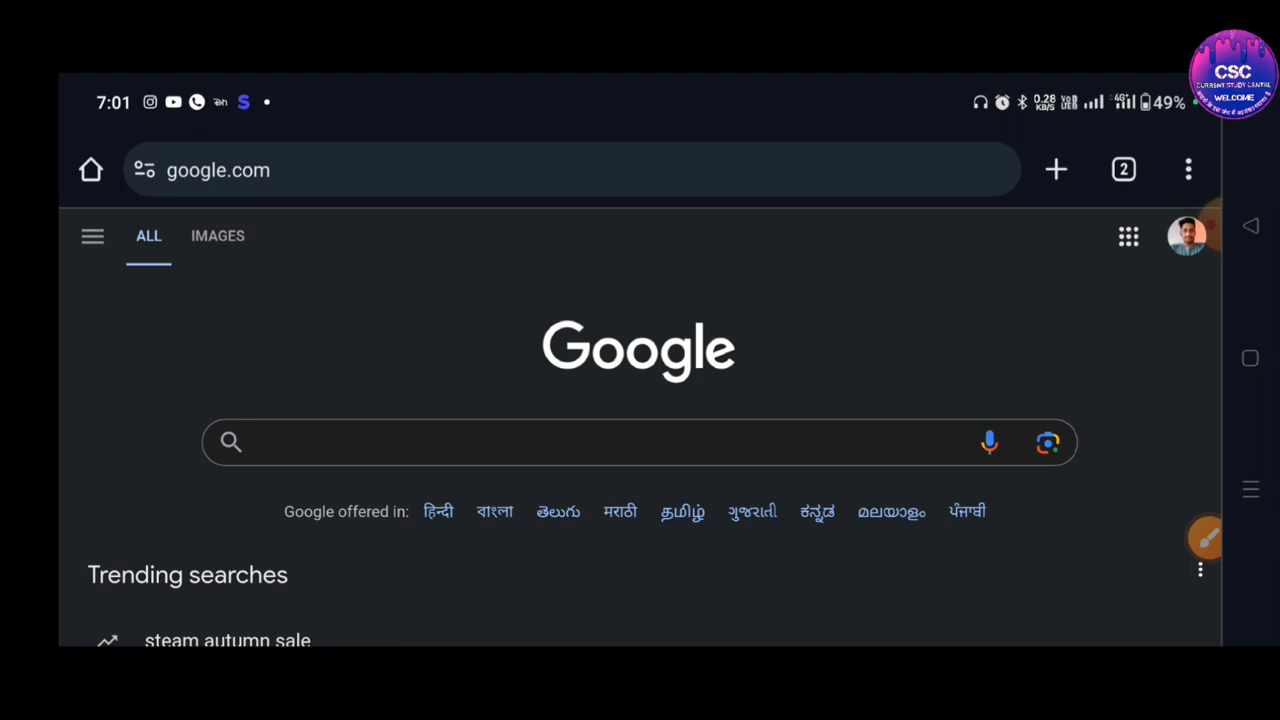 7:01
0.28 KB/S
4G+
49%
CSC
CURRENT STUDY CENTRE
WELCOME
google.com
2
ALL IMAGES
Google
Google offered in: हिन्दी বাংলা తెలుగు मराठी தமிழ் ગુજરાતી ಕನ್ನಡ മലയാളം ਪੰਜਾਬੀ
Trending searches
steam autumn sale